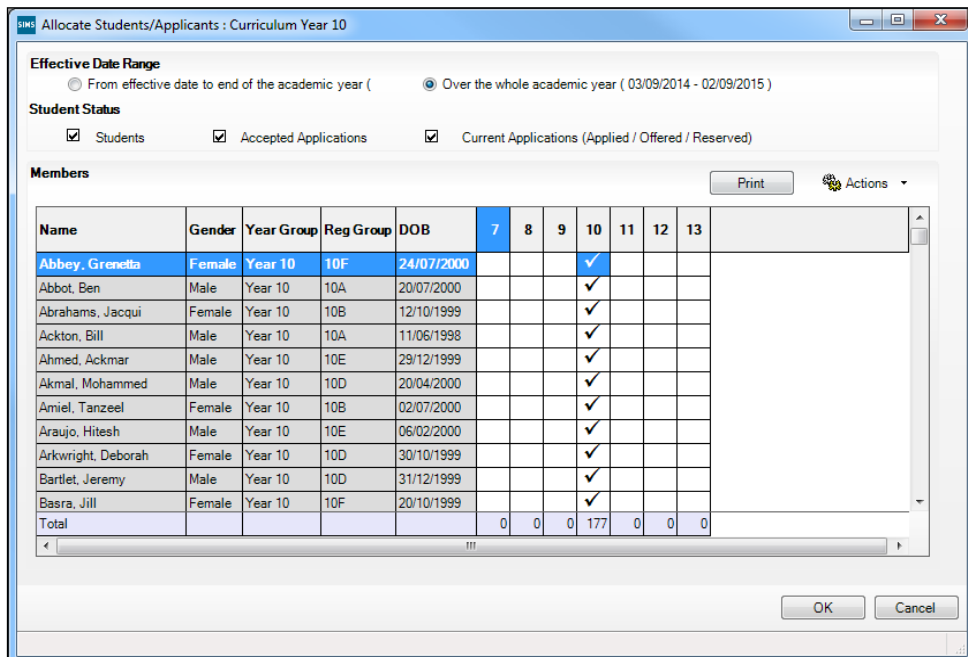 SIMS Allocate Students/Applicants : Curriculum Year 10
Effective Date Range
From effective date to end of the academic year ( Over the whole academic year ( 03/09/2014 - 02/09/2015 )
Student Status
Students Accepted Applications Current Applications (Applied / Offered / Reserved)
Members
Print Actions
Name Gender Year Group Reg Group DOB 7 8 9 10 11 12 13
Abbey, Grenetta Female Year 10 10F 24/07/2000
Abbot, Ben Male Year 10 10A 20/07/2000
Abrahams, Jacqui Female Year 10 10B 12/10/1999
Ackton, Bill Male Year 10 10A 11/06/1998
Ahmed, Ackmar Male Year 10 10E 29/12/1999
Akmal, Mohammed Male Year 10 10D 20/04/2000
Amiel, Tanzeel Female Year 10 10B 02/07/2000
Araujo, Hitesh Male Year 10 10E 06/02/2000
Arkwright, Deborah Female Year 10 10D 30/10/1999
Bartlet, Jeremy Male Year 10 10D 31/12/1999
Basra, Jill Female Year 10 10F 20/10/1999
Total 0 0 0 177 0 0 0
OK Cancel